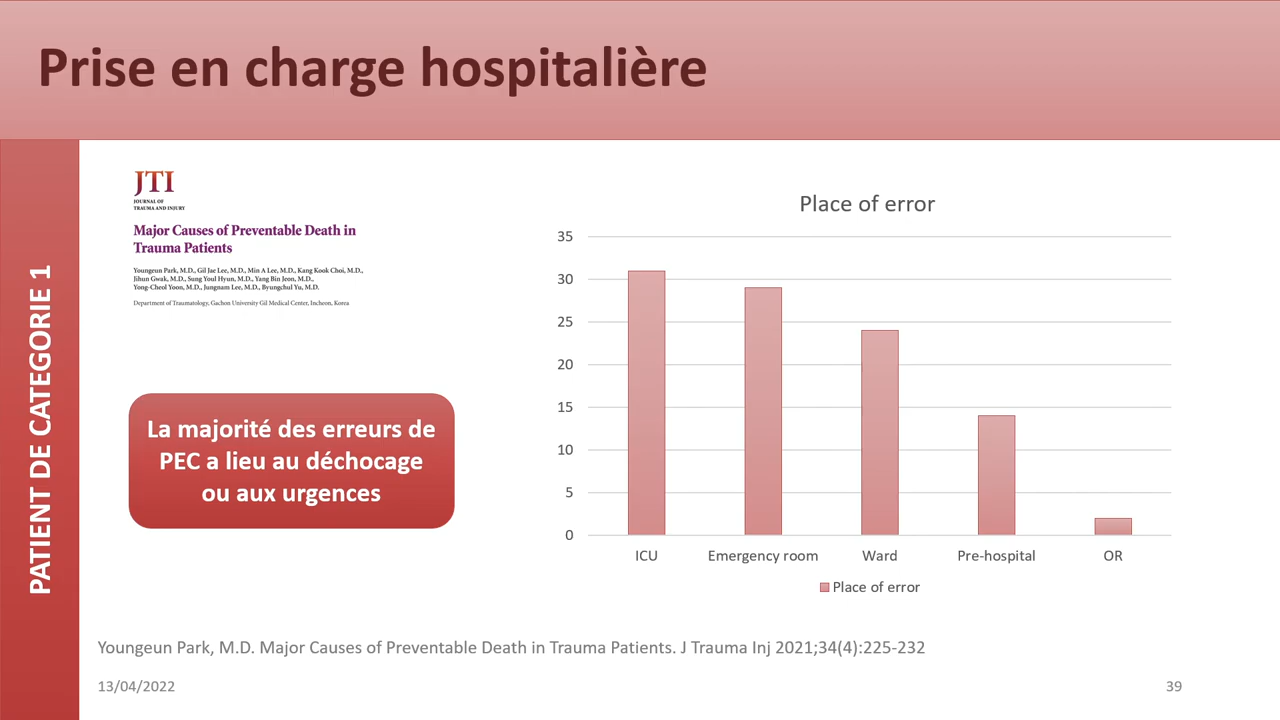 Prise en charge hospitalière
PATIENT DE CATEGORIE 1
JTI
JOURNAL OF
TRAUMA AND INJURY
Major Causes of Preventable Death in
Trauma Patients
Youngeun Park, M.D., Gil Jae Lee, M.D., Min A Lee, M.D., Kang Kook Choi, M.D.,
Jihun Gwak, M.D., Sung Youl Hyun, M.D., Yang Bin Jeon, M.D.,
Yong-Cheol Yoon, M.D., Jungnam Lee, M.D., Byungchul Yu, M.D.
Department of Traumatology, Gachon University Gil Medical Center, Incheon, Korea
La majorité des erreurs de
PEC a lieu au déchocage
ou aux urgences
Place of error
35
30
25
20
15
10
5
0
ICU Emergency room Ward Pre-hospital OR
Place of error
Youngeun Park, M.D. Major Causes of Preventable Death in Trauma Patients. J Trauma Inj 2021;34(4):225-232
13/04/2022
39